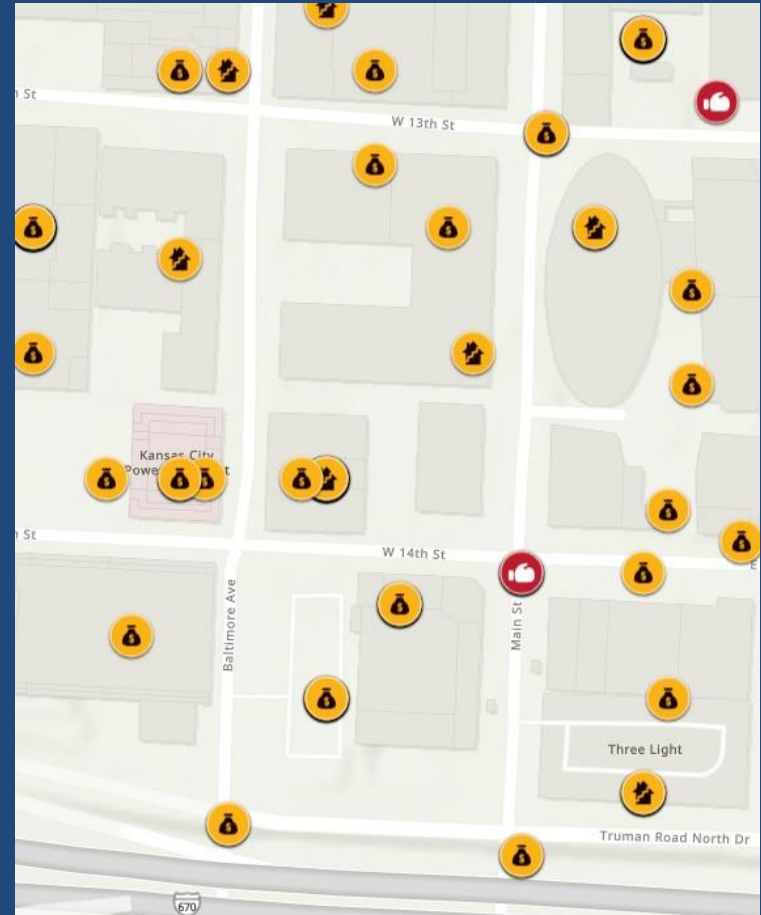 St
W 13th St
Kansas City
Power
t
St
W 14th St
E
Baltimore Ave
Main St
Three Light
Truman Road North Dr
670